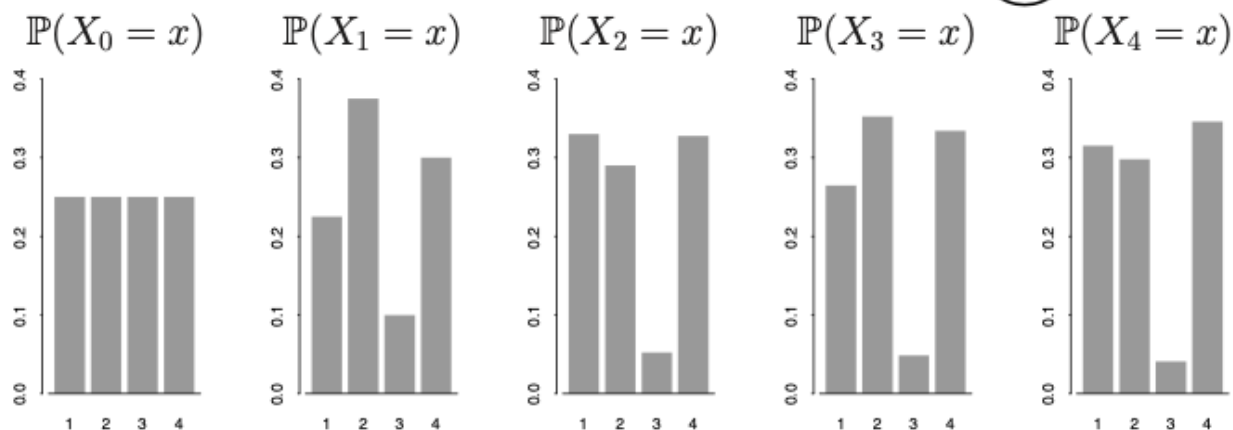 ℙ(X₀ = x) ℙ(X₁ = x) ℙ(X₂ = x) ℙ(X₃ = x) ℙ(X₄ = x)
0.4 0.4 0.4 0.4 0.4
0.3 0.3 0.3 0.3 0.3
0.2 0.2 0.2 0.2 0.2
0.1 0.1 0.1 0.1 0.1
0.0 0.0 0.0 0.0 0.0
1 2 3 4 1 2 3 4 1 2 3 4 1 2 3 4 1 2 3 4